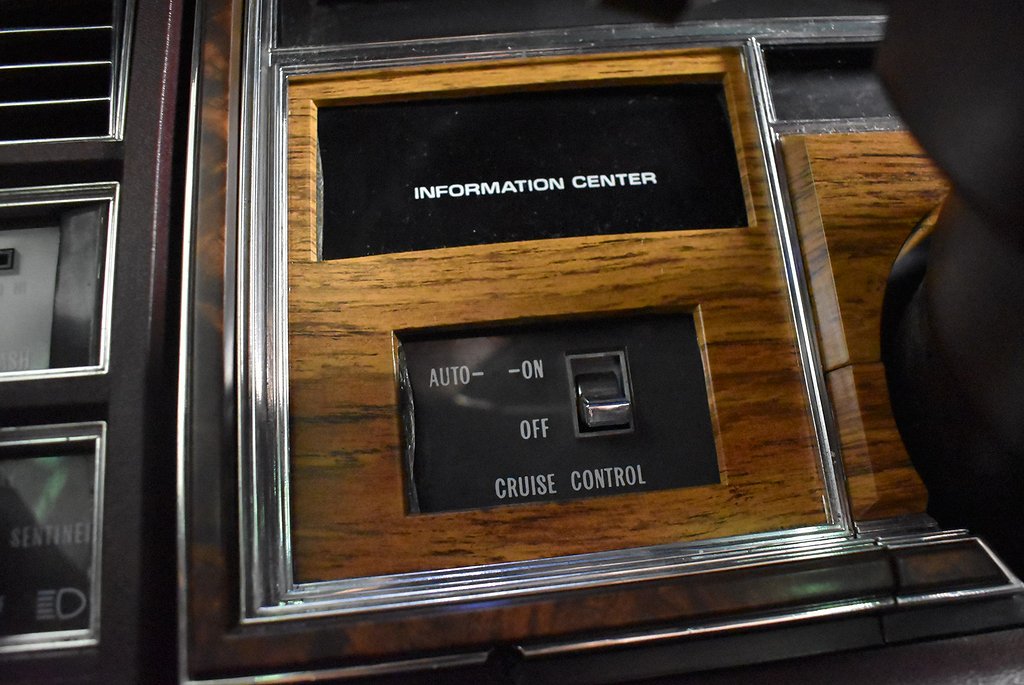 INFORMATION CENTER
AUTO- -ON
OFF
CRUISE CONTROL
SENTINEL